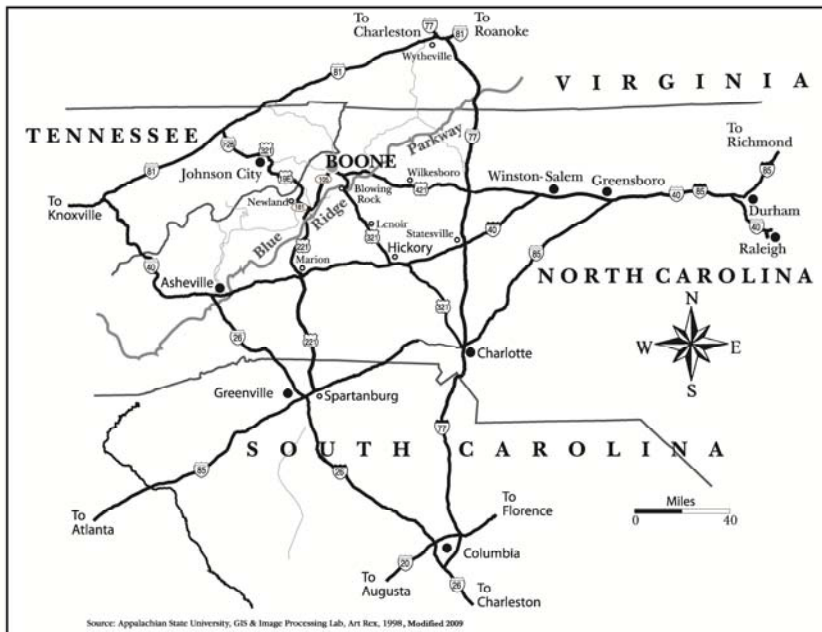 To
Charleston
77
To
Roanoke
81
Wytheville
81
VIRGINIA
TENNESSEE
26
321
81
Johnson City
77
Parkway
To
Richmond
85
BOONE
Wilkesboro
421
Winston-Salem
Greensboro
40
85
Durham
40
Raleigh
To
Knoxville
19E
Newland
181
105
Blowing
Rock
Ridge
Blue
Lenoir
321
Statesville
Hickory
40
85
221
Marion
40
Asheville
NORTH CAROLINA
26
221
321
Charlotte
N
W
E
S
Greenville
Spartanburg
77
SOUTH CAROLINA
85
26
To
Atlanta
To
Florence
Miles
0
40
Columbia
20
To
Augusta
26
To
Charleston
Source: Appalachian State University, GIS & Image Processing Lab, Art Rex, 1998, Modified 2009